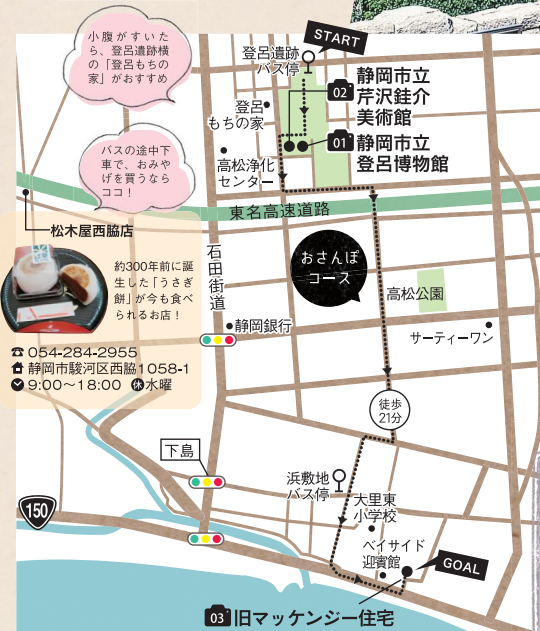 小腹がすいた
ら、登呂遺跡横
の「登呂もちの
家」がおすすめ
バスの途中下
車で、おみや
げを買うなら
ココ！
松木屋西脇店
約300年前に誕
生した「うさぎ
餅」が今も食べ
られるお店！
☎ 054-284-2955
静岡市駿河区西脇1058-1
9:00～18:00 休水曜
START
登呂遺跡
バス停
02 静岡市立
芹沢銈介
美術館
01 静岡市立
登呂博物館
登呂
もちの家
高松浄化
センター
東名高速道路
石田街道
おさんぽ
コース
高松公園
静岡銀行
サーティーワン
徒歩
21分
下島
浜敷地
バス停
大里東
小学校
ベイサイド
迎賓館
GOAL
150
03 旧マッケンジー住宅